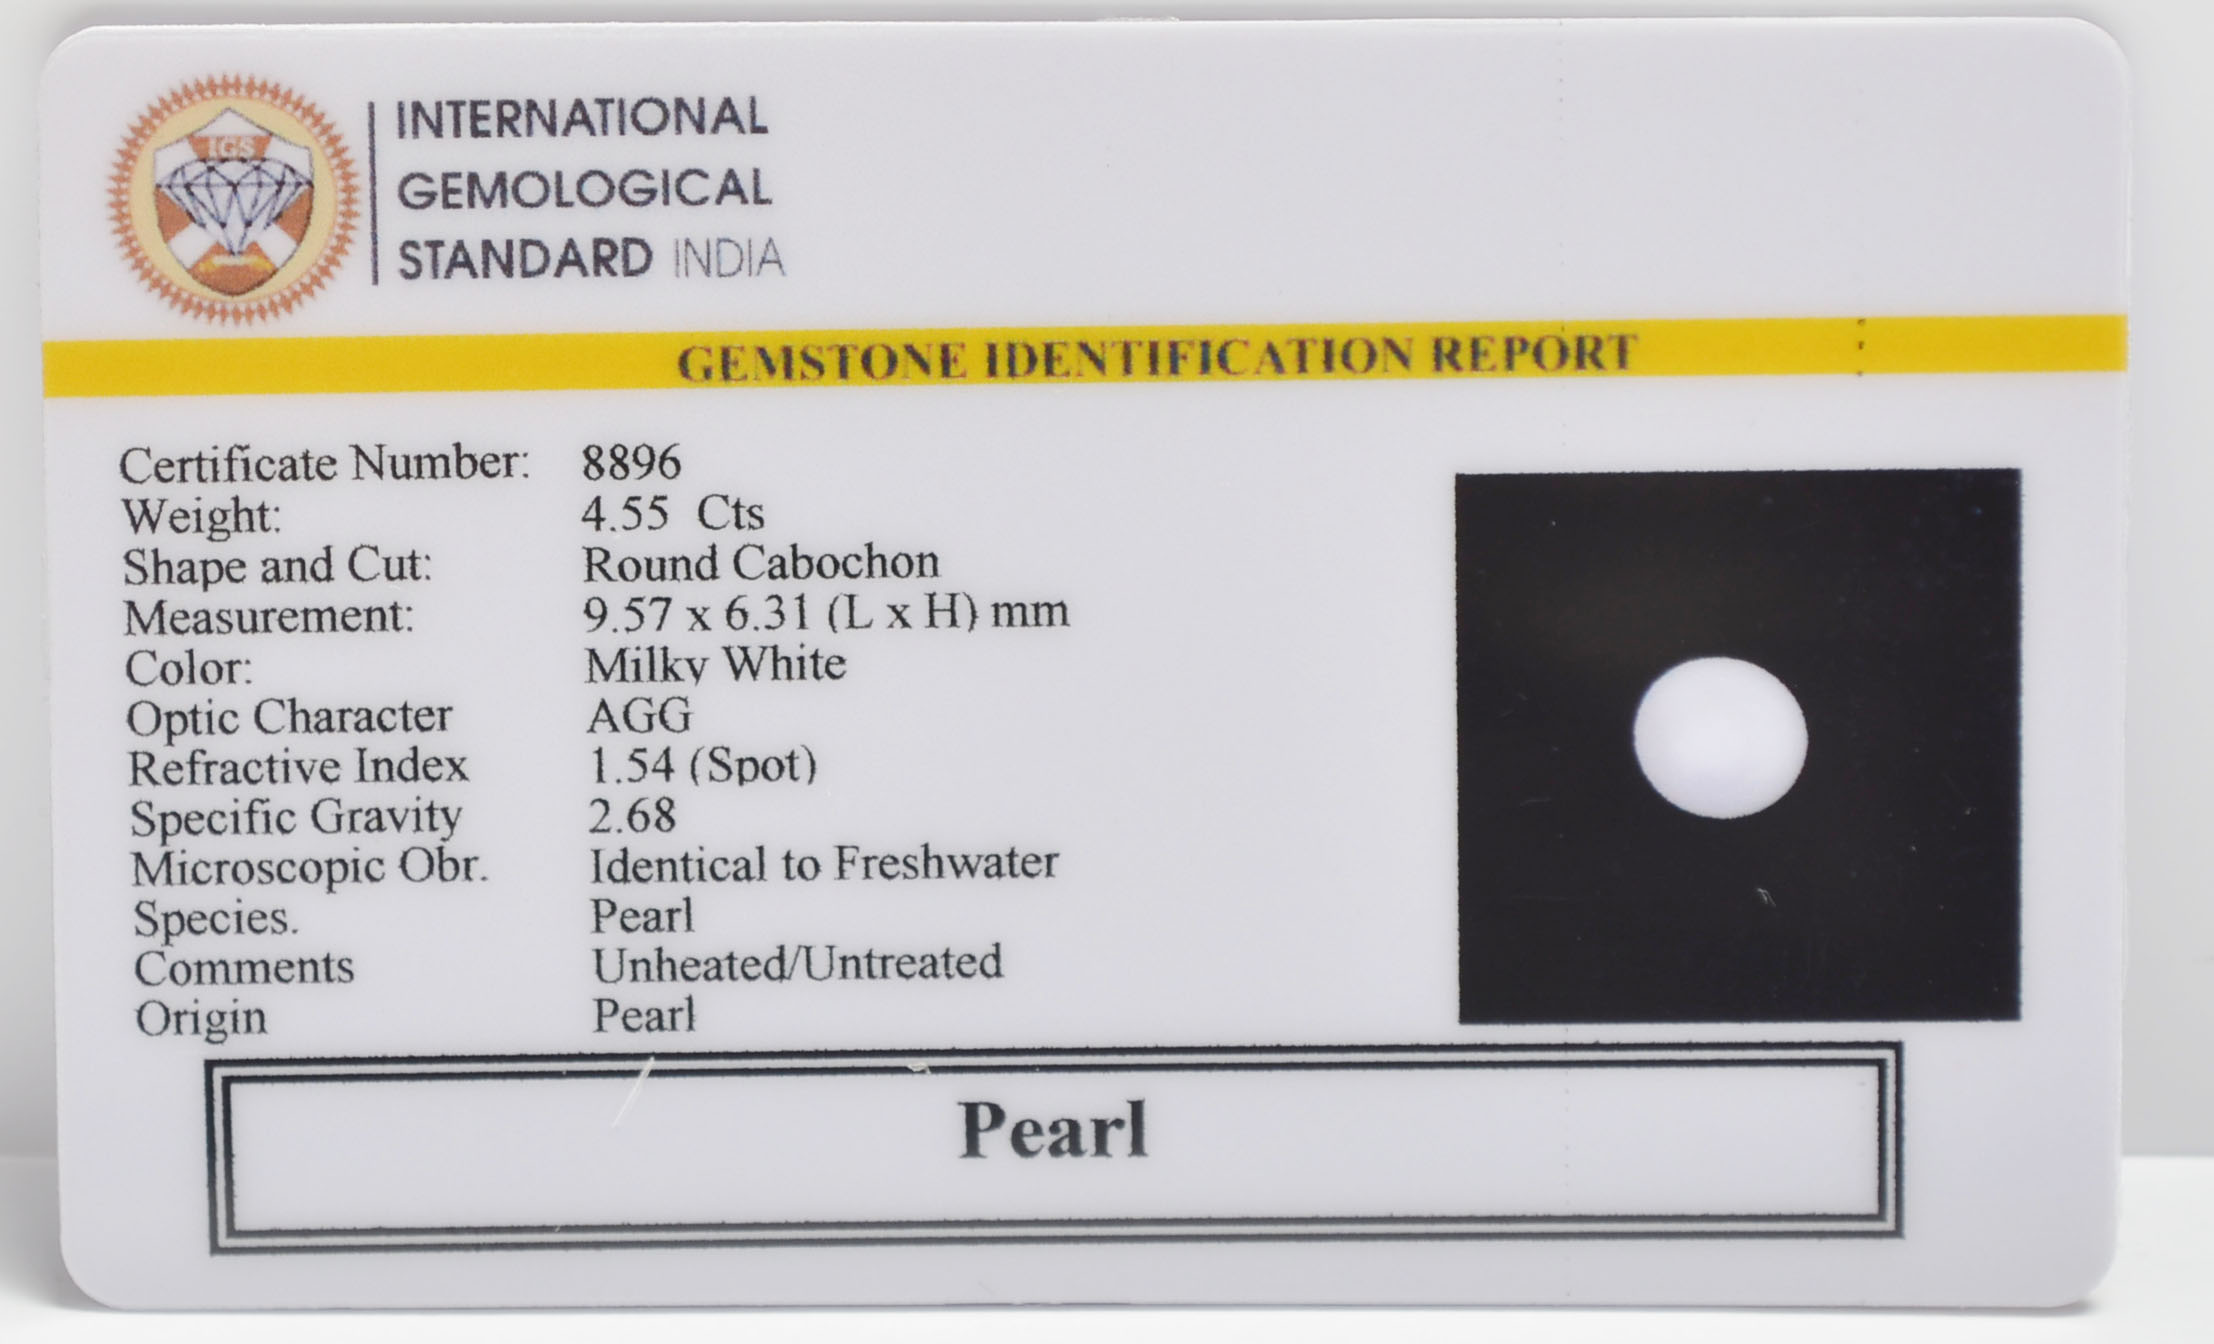 IGS
INTERNATIONAL
GEMOLOGICAL
STANDARD INDIA
GEMSTONE IDENTIFICATION REPORT
Certificate Number: 8896
Weight: 4.55 Cts
Shape and Cut: Round Cabochon
Measurement: 9.57 x 6.31 (L x H) mm
Color: Milky White
Optic Character AGG
Refractive Index 1.54 (Spot)
Specific Gravity 2.68
Microscopic Obr. Identical to Freshwater
Species. Pearl
Comments Unheated/Untreated
Origin Pearl
Pearl